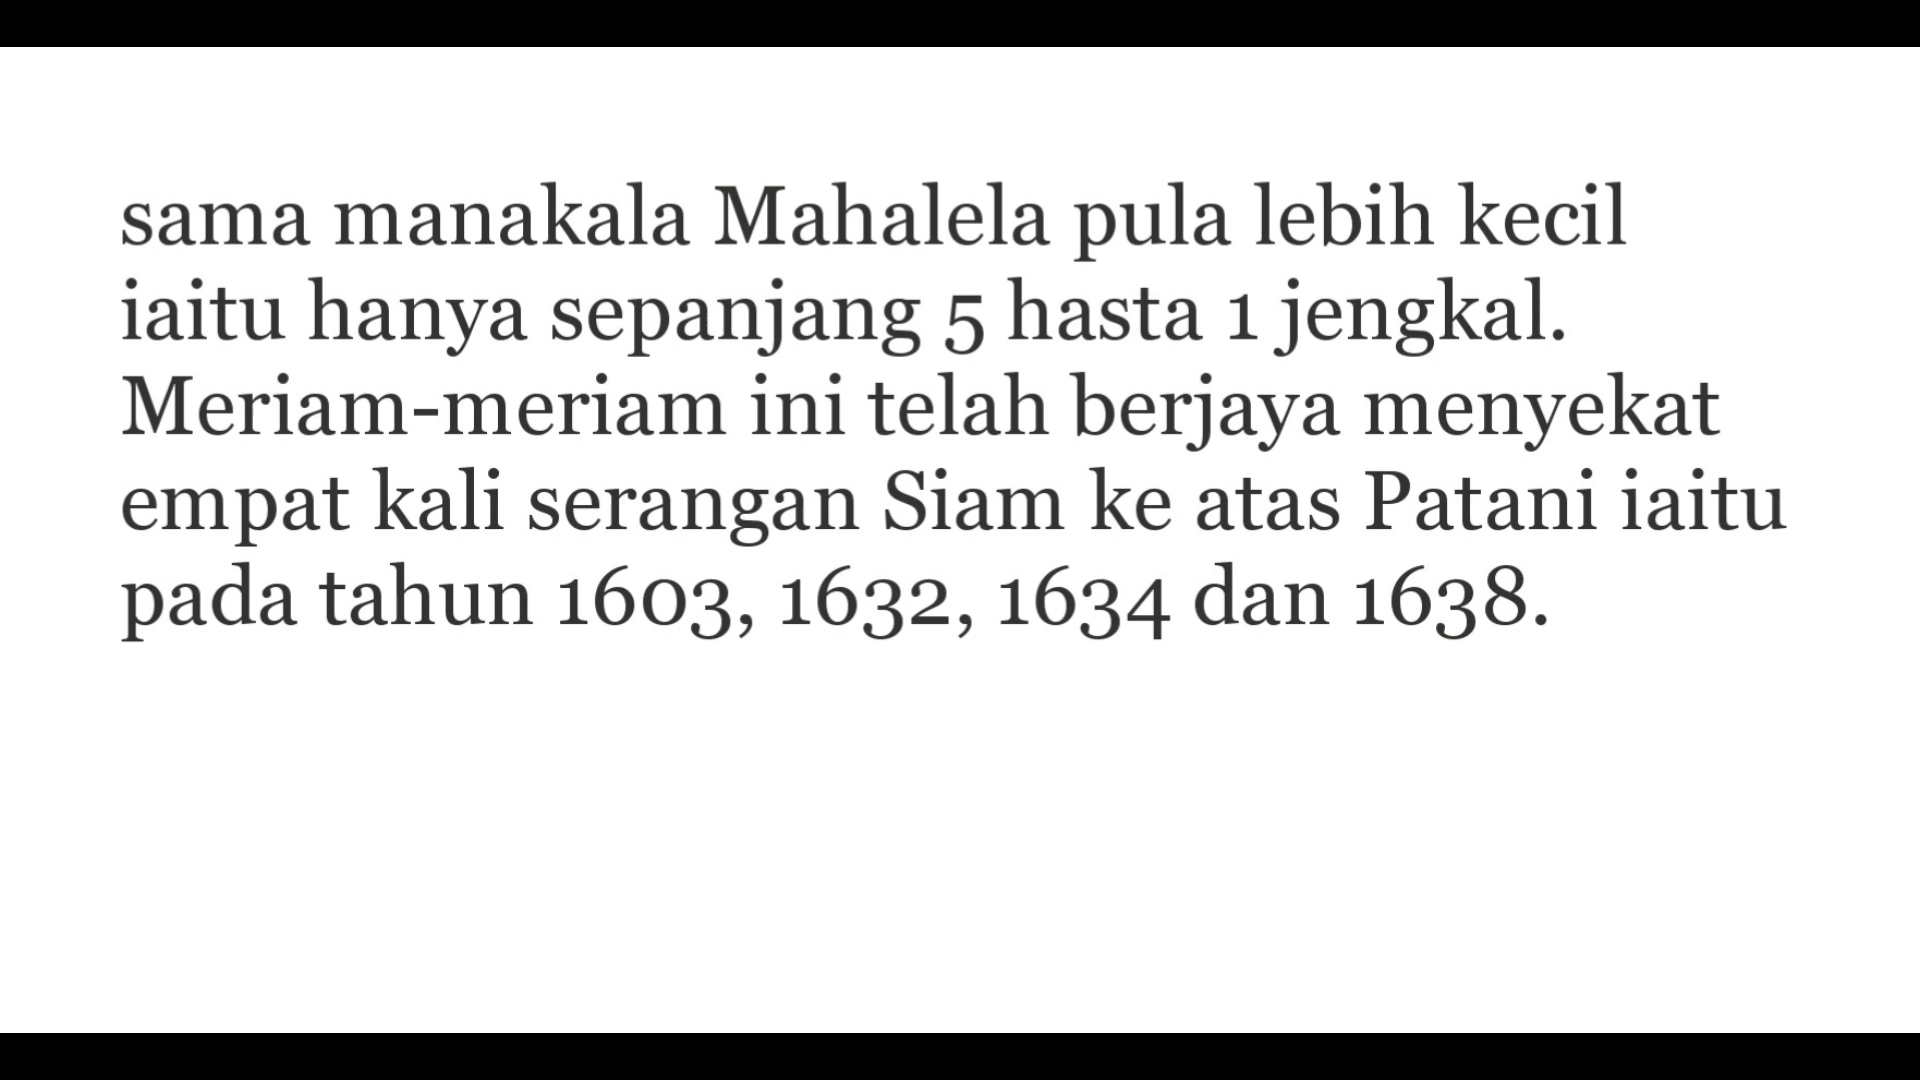 sama manakala Mahalela pula lebih kecil
iaitu hanya sepanjang 5 hasta 1 jengkal.
Meriam-meriam ini telah berjaya menyekat
empat kali serangan Siam ke atas Patani iaitu
pada tahun 1603, 1632, 1634 dan 1638.